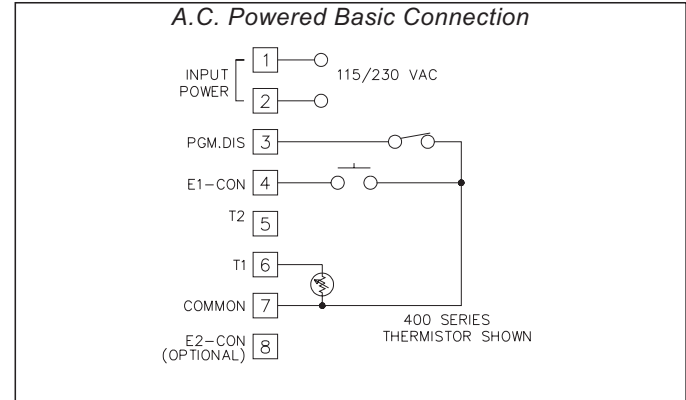 A.C. Powered Basic Connection
INPUT
POWER
1
115/230 VAC
2
PGM.DIS 3
E1-CON 4
T2 5
T1 6
COMMON 7
400 SERIES
THERMISTOR SHOWN
E2-CON
(OPTIONAL) 8